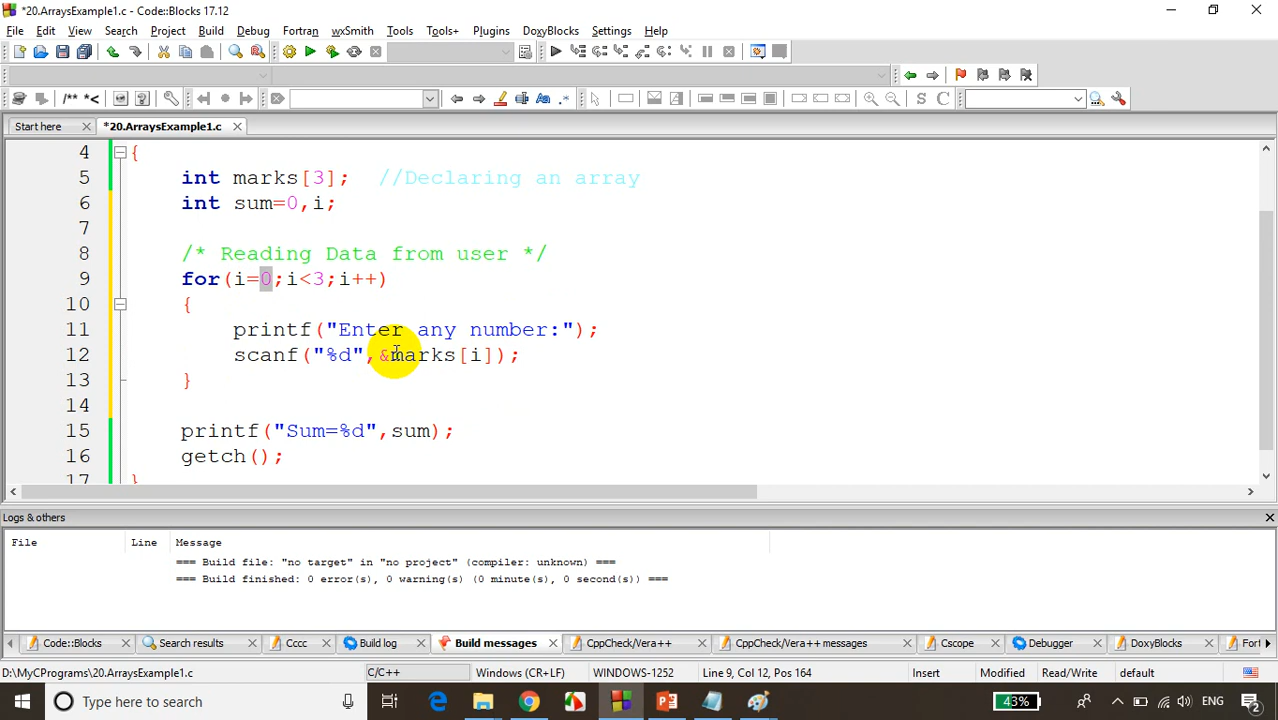 *20.ArraysExample1.c - Code::Blocks 17.12
File Edit View Search Project Build Debug Fortran wxSmith Tools Tools+ Plugins DoxyBlocks Settings Help
/** *<
S C
Start here *20.ArraysExample1.c
4 {
5 int marks[3]; //Declaring an array
6 int sum=0,i;
7
8 /* Reading Data from user */
9 for(i=0;i<3;i++)
10 {
11 printf("Enter any number:");
12 scanf("%d",&marks[i]);
13 }
14
15 printf("Sum=%d",sum);
16 getch();
17 }
Logs & others
File Line Message
=== Build file: "no target" in "no project" (compiler: unknown) ===
=== Build finished: 0 error(s), 0 warning(s) (0 minute(s), 0 second(s)) ===
Code::Blocks Search results Cccc Build log Build messages CppCheck/Vera++ CppCheck/Vera++ messages Cscope Debugger DoxyBlocks Fort
D:\MyCPrograms\20.ArraysExample1.c C/C++ Windows (CR+LF) WINDOWS-1252 Line 9, Col 12, Pos 164 Insert Modified Read/Write default
Type here to search 43% ENG 2